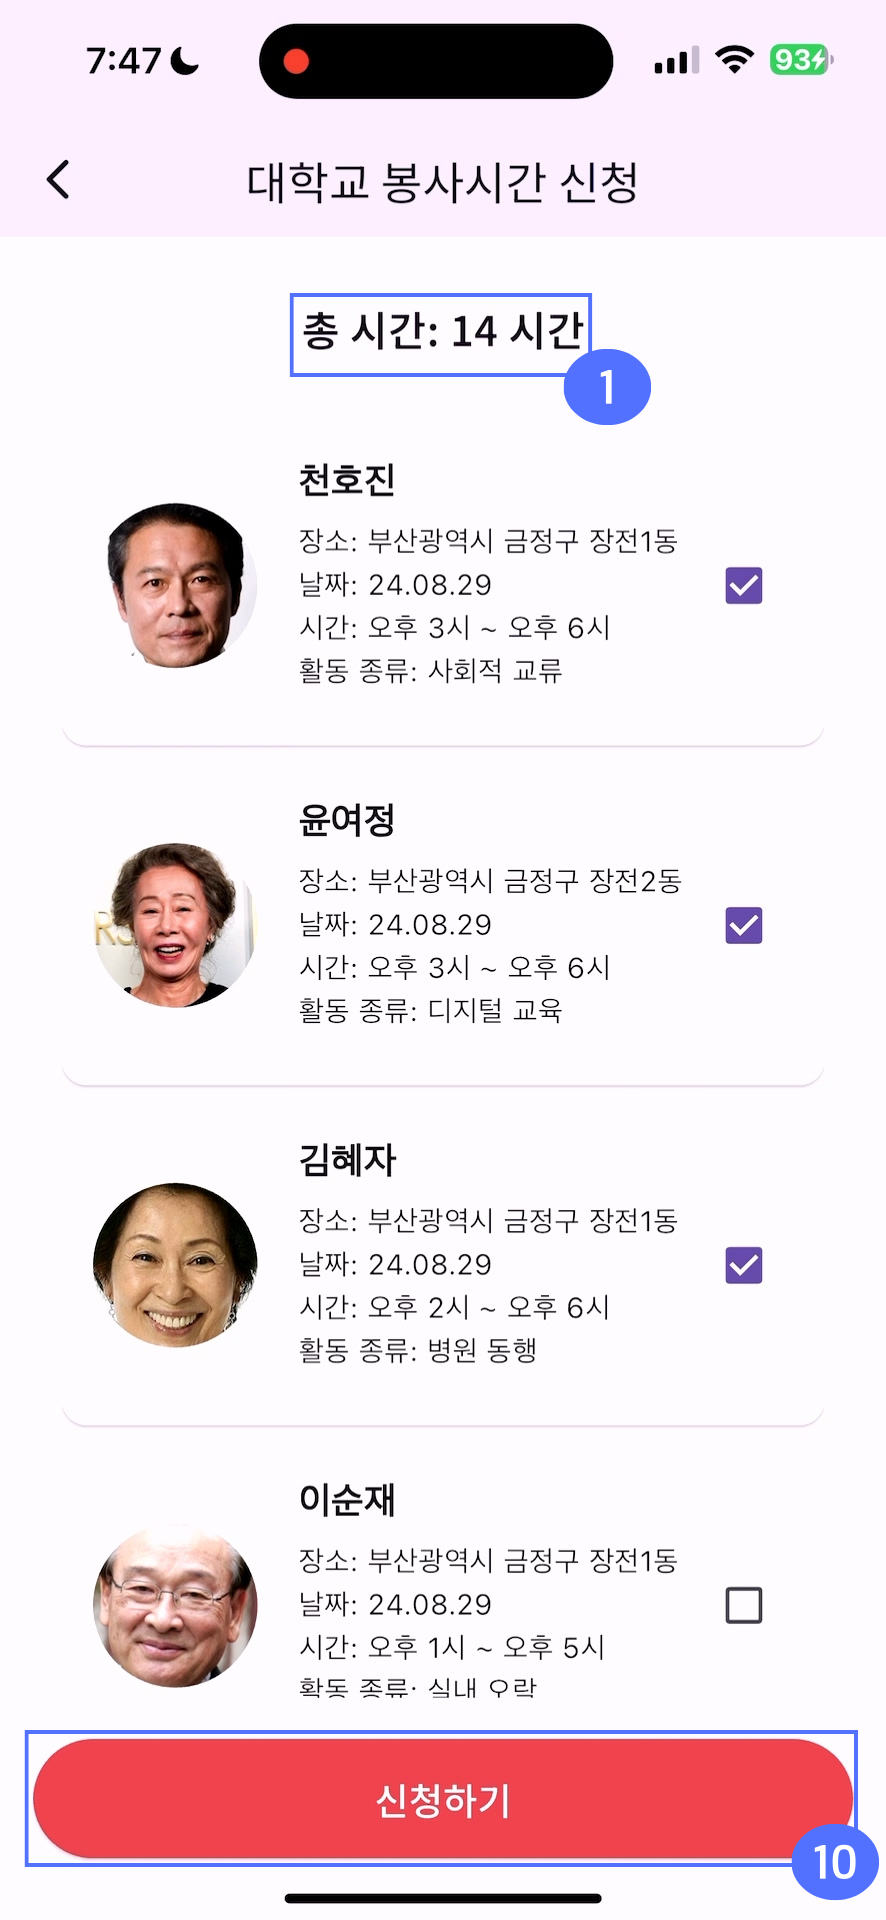 7:47
93
대학교 봉사시간 신청
총 시간: 14 시간
1
천호진
장소: 부산광역시 금정구 장전1동
날짜: 24.08.29
시간: 오후 3시 ~ 오후 6시
활동 종류: 사회적 교류
윤여정
장소: 부산광역시 금정구 장전2동
날짜: 24.08.29
시간: 오후 3시 ~ 오후 6시
활동 종류: 디지털 교육
김혜자
장소: 부산광역시 금정구 장전1동
날짜: 24.08.29
시간: 오후 2시 ~ 오후 6시
활동 종류: 병원 동행
이순재
장소: 부산광역시 금정구 장전1동
날짜: 24.08.29
시간: 오후 1시 ~ 오후 5시
활동 종류: 실내 오락
신청하기
10